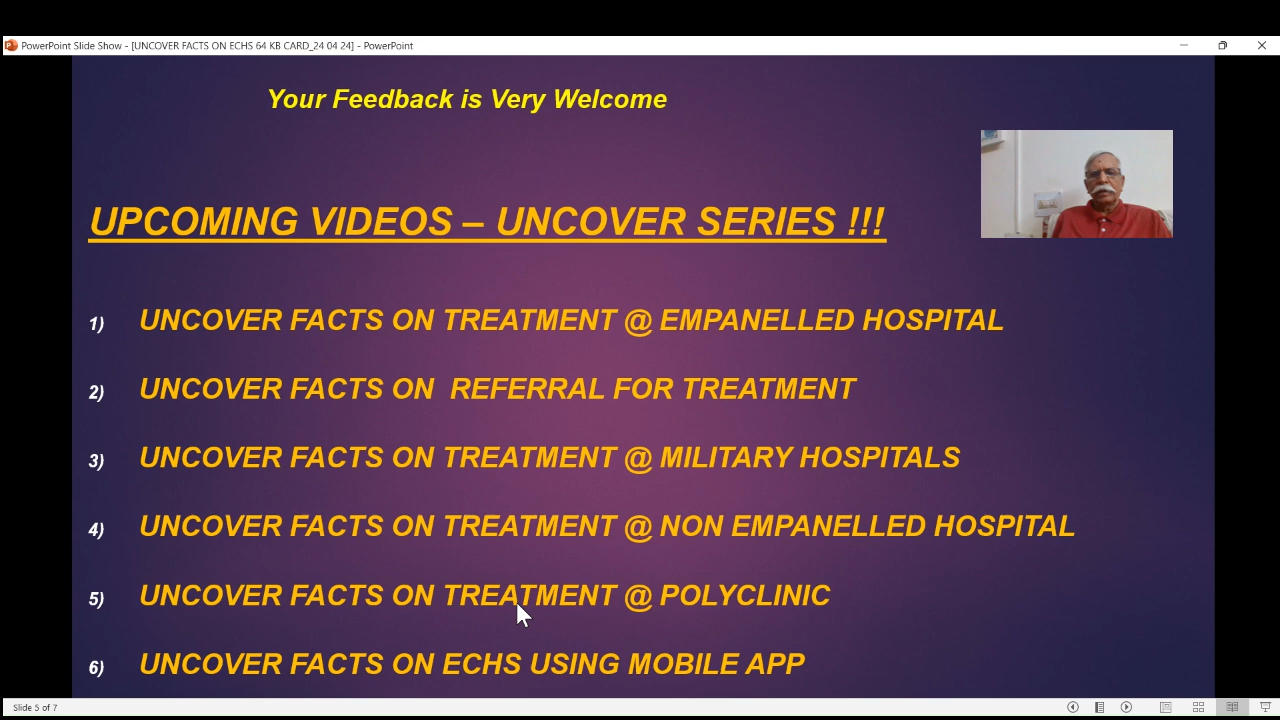 PowerPoint Slide Show - [UNCOVER FACTS ON ECHS 64 KB CARD_24 04 24] - PowerPoint
Your Feedback is Very Welcome
UPCOMING VIDEOS – UNCOVER SERIES !!!
1) UNCOVER FACTS ON TREATMENT @ EMPANELLED HOSPITAL
2) UNCOVER FACTS ON REFERRAL FOR TREATMENT
3) UNCOVER FACTS ON TREATMENT @ MILITARY HOSPITALS
4) UNCOVER FACTS ON TREATMENT @ NON EMPANELLED HOSPITAL
5) UNCOVER FACTS ON TREATMENT @ POLYCLINIC
6) UNCOVER FACTS ON ECHS USING MOBILE APP
Slide 5 of 7